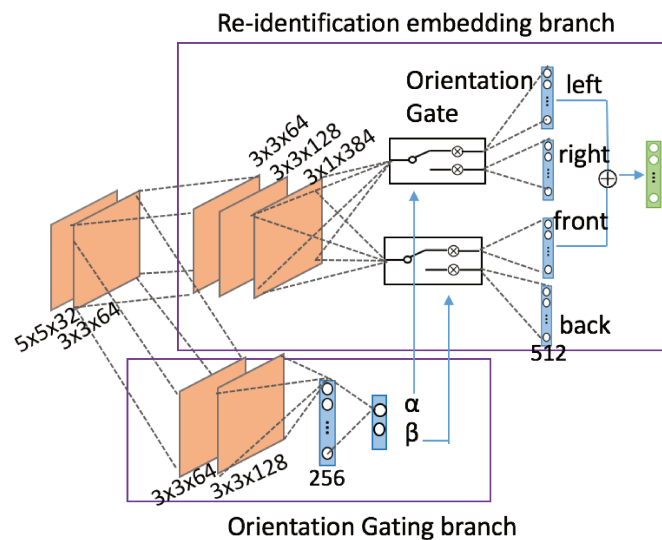 Re-identification embedding branch
Orientation
Gate
left
right
front
back
512
3x3x64
3x3x128
3x1x384
5x5x32
3x3x64
3x3x64
3x3x128
256
α
β
Orientation Gating branch